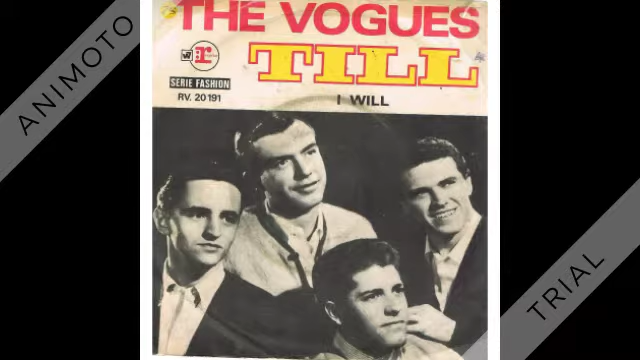 THE VOGUES
TILL
I WILL
SERIE FASHION
RV. 20191
ANIMOTO
TRIAL